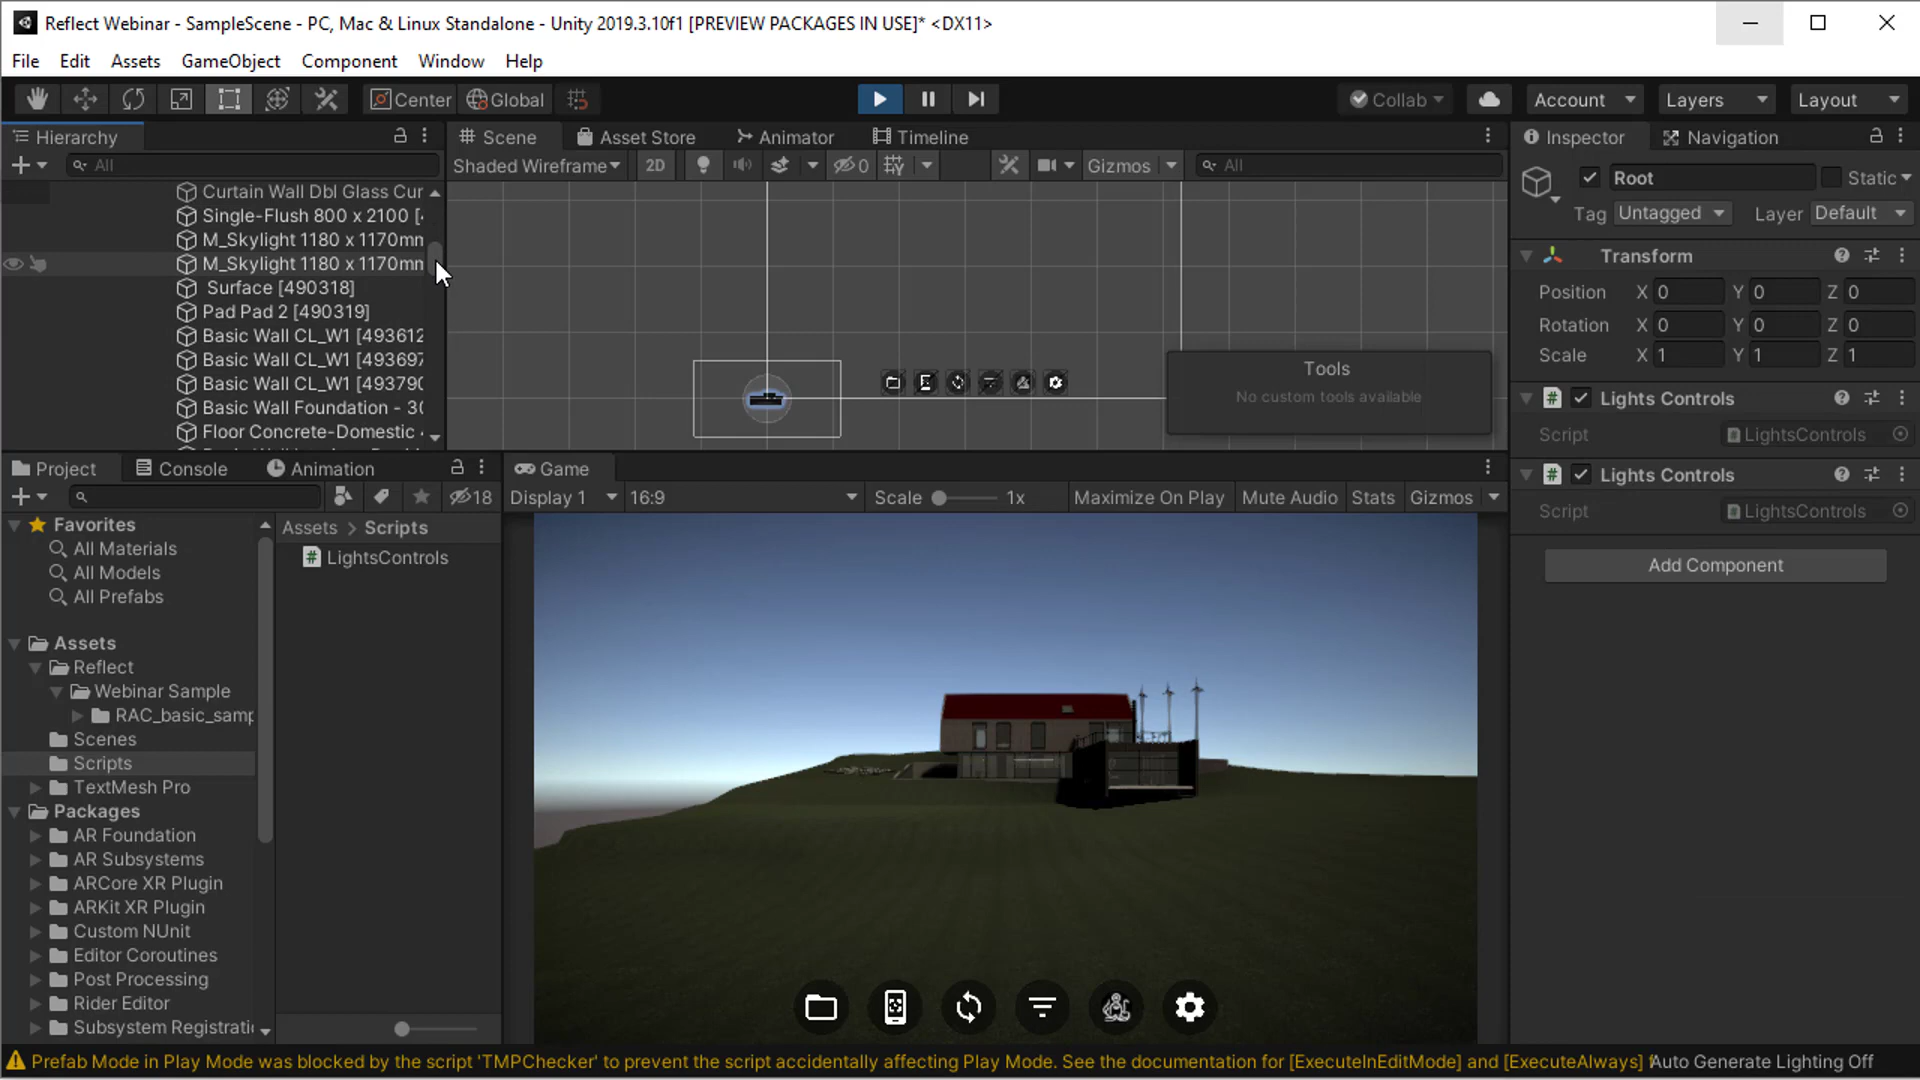 Reflect Webinar - SampleScene - PC, Mac & Linux Standalone - Unity 2019.3.10f1 [PREVIEW PACKAGES IN USE]* <DX11>
File Edit Assets GameObject Component Window Help
Center Global Collab Account Layers Layout
Hierarchy
All
Curtain Wall Dbl Glass Cur
Single-Flush 800 x 2100 [4
M_Skylight 1180 x 1170mm
M_Skylight 1180 x 1170mm
Surface [490318]
Pad Pad 2 [490319]
Basic Wall CL_W1 [493612
Basic Wall CL_W1 [493697
Basic Wall CL_W1 [493790
Basic Wall Foundation - 30
Floor Concrete-Domestic
Scene Asset Store Animator Timeline
Shaded Wireframe 2D 0 Gizmos All
Tools
No custom tools available
Inspector Navigation
Root Static
Tag Untagged Layer Default
Transform
Position X 0 Y 0 Z 0
Rotation X 0 Y 0 Z 0
Scale X 1 Y 1 Z 1
Lights Controls
Script LightsControls
Lights Controls
Script LightsControls
Add Component
Project Console Animation
18
Favorites
All Materials
All Models
All Prefabs
Assets
Reflect
Webinar Sample
RAC_basic_samp
Scenes
Scripts
TextMesh Pro
Packages
AR Foundation
AR Subsystems
ARCore XR Plugin
ARKit XR Plugin
Custom NUnit
Editor Coroutines
Post Processing
Rider Editor
Subsystem Registrati
Assets > Scripts
LightsControls
Game
Display 1 16:9 Scale 1x Maximize On Play Mute Audio Stats Gizmos
Prefab Mode in Play Mode was blocked by the script 'TMPChecker' to prevent the script accidentally affecting Play Mode. See the documentation for [ExecuteInEditMode] and [ExecuteAlways] f
Auto Generate Lighting Off